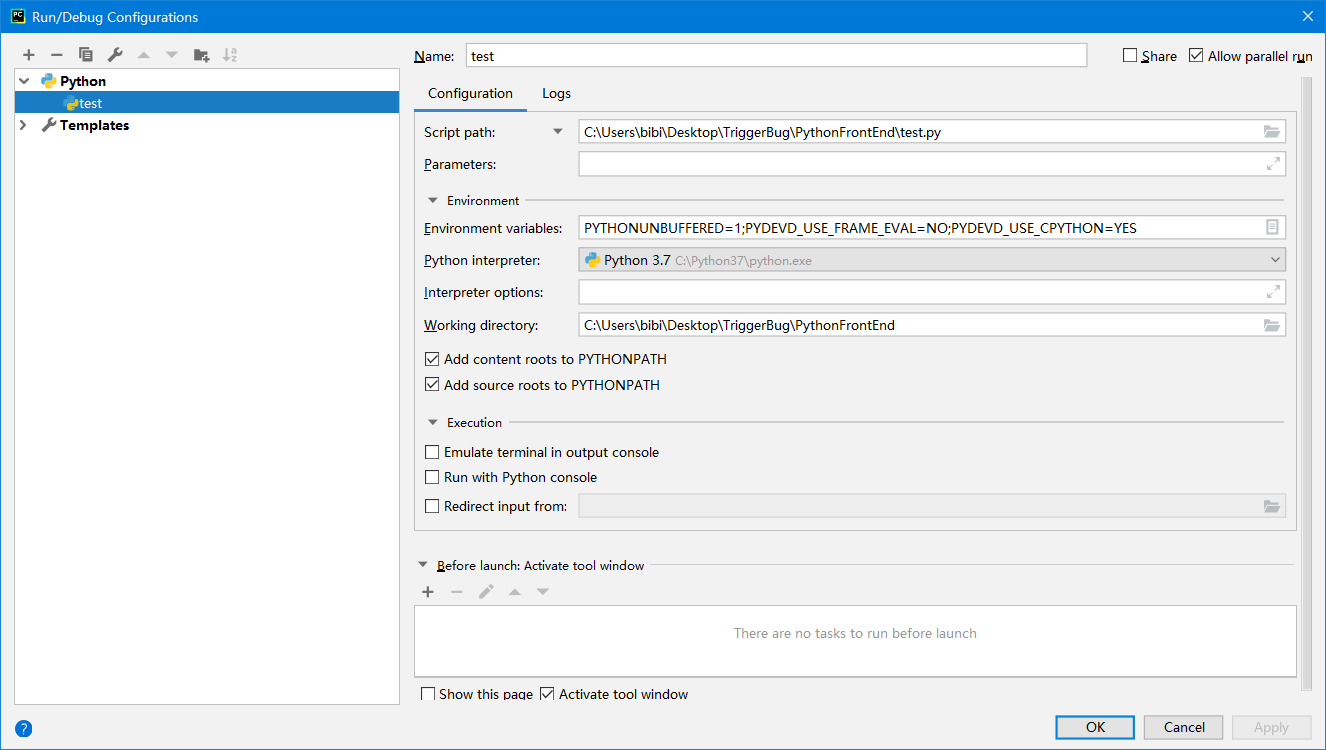 PC Run/Debug Configurations
Python
test
Templates
Name: test Share Allow parallel run
Configuration Logs
Script path: C:\Users\bibi\Desktop\TriggerBug\PythonFrontEnd\test.py
Parameters:
Environment
Environment variables: PYTHONUNBUFFERED=1;PYDEVD_USE_FRAME_EVAL=NO;PYDEVD_USE_CPYTHON=YES
Python interpreter: Python 3.7 C:\Python37\python.exe
Interpreter options:
Working directory: C:\Users\bibi\Desktop\TriggerBug\PythonFrontEnd
Add content roots to PYTHONPATH
Add source roots to PYTHONPATH
Execution
Emulate terminal in output console
Run with Python console
Redirect input from:
Before launch: Activate tool window
There are no tasks to run before launch
Show this page Activate tool window
? OK Cancel Apply